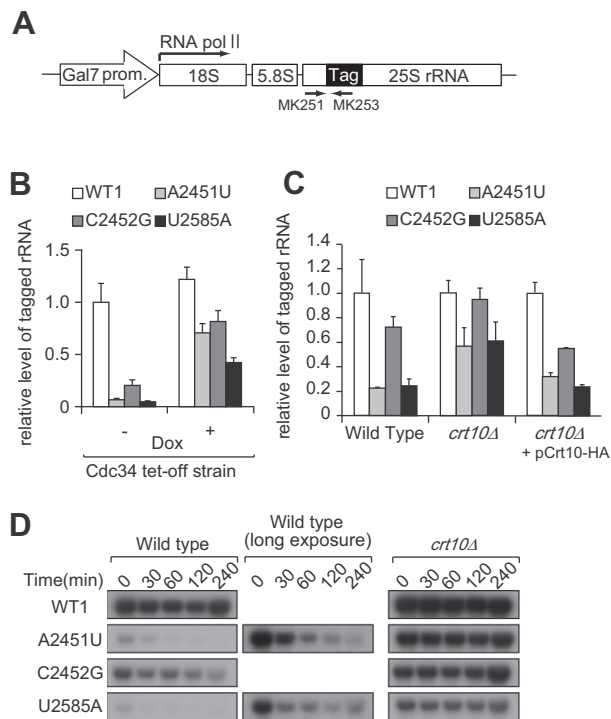 A
RNA pol II
Gal7 prom.
18S
5.8S
Tag
25S rRNA
MK251
MK253
B
WT1
A2451U
C2452G
U2585A
relative level of tagged rRNA
1.5
1.0
0.5
0
-
+
Dox
Cdc34 tet-off strain
C
WT1
A2451U
C2452G
U2585A
relative level of tagged rRNA
1.4
1.2
1.0
0.8
0.6
0.4
0.2
0
Wild Type
crt10Δ
crt10Δ
+ pCrt10-HA
D
Wild type
Wild type
(long exposure)
crt10Δ
Time(min)
0 30 60 120 240
0 30 60 120 240
0 30 60 120 240
WT1
A2451U
C2452G
U2585A